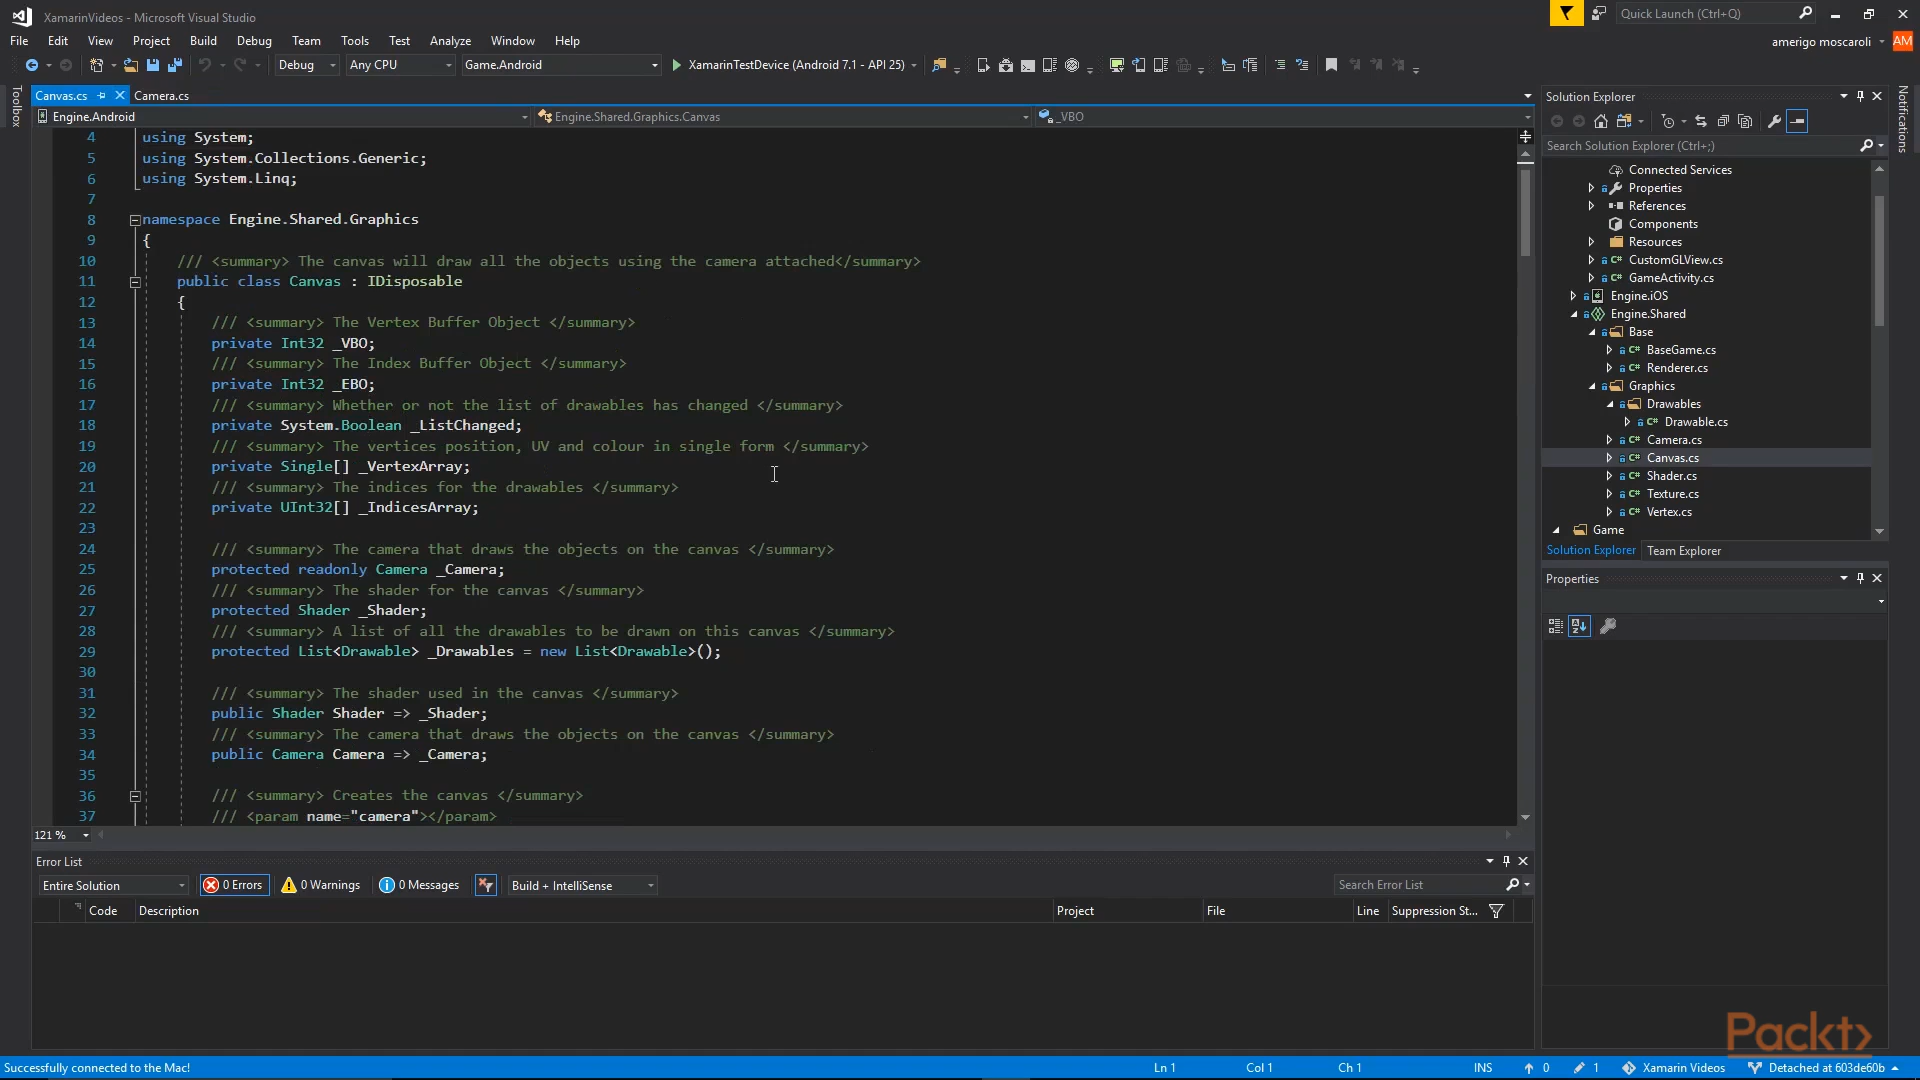 XamarinVideos - Microsoft Visual Studio
Quick Launch (Ctrl+Q)
File Edit View Project Build Debug Team Tools Test Analyze Window Help
amerigo moscaroli AM
Debug Any CPU Game.Android XamarinTestDevice (Android 7.1 - API 25)
Toolbox
Canvas.cs Camera.cs
Engine.Android Engine.Shared.Graphics.Canvas _VBO
4 using System;
5 using System.Collections.Generic;
6 using System.Linq;
7
8 namespace Engine.Shared.Graphics
9 {
10 /// <summary> The canvas will draw all the objects using the camera attached</summary>
11 public class Canvas : IDisposable
12 {
13 /// <summary> The Vertex Buffer Object </summary>
14 private Int32 _VBO;
15 /// <summary> The Index Buffer Object </summary>
16 private Int32 _EBO;
17 /// <summary> Whether or not the list of drawables has changed </summary>
18 private System.Boolean _ListChanged;
19 /// <summary> The vertices position, UV and colour in single form </summary>
20 private Single[] _VertexArray;
21 /// <summary> The indices for the drawables </summary>
22 private UInt32[] _IndicesArray;
23
24 /// <summary> The camera that draws the objects on the canvas </summary>
25 protected readonly Camera _Camera;
26 /// <summary> The shader for the canvas </summary>
27 protected Shader _Shader;
28 /// <summary> A list of all the drawables to be drawn on this canvas </summary>
29 protected List<Drawable> _Drawables = new List<Drawable>();
30
31 /// <summary> The shader used in the canvas </summary>
32 public Shader Shader => _Shader;
33 /// <summary> The camera that draws the objects on the canvas </summary>
34 public Camera Camera => _Camera;
35
36 /// <summary> Creates the canvas </summary>
37 /// <param name="camera"></param>
121 %
Error List
Entire Solution 0 Errors 0 Warnings 0 Messages Build + IntelliSense Search Error List
Code Description Project File Line Suppression St...
Solution Explorer
Search Solution Explorer (Ctrl+;)
Connected Services
Properties
References
Components
Resources
CustomGLView.cs
GameActivity.cs
Engine.iOS
Engine.Shared
Base
BaseGame.cs
Renderer.cs
Graphics
Drawables
Drawable.cs
Camera.cs
Canvas.cs
Shader.cs
Texture.cs
Vertex.cs
Game
Solution Explorer Team Explorer
Properties
Notifications
Packt>
Successfully connected to the Mac! Ln 1 Col 1 Ch 1 INS 0 1 Xamarin Videos Detached at 603de60b